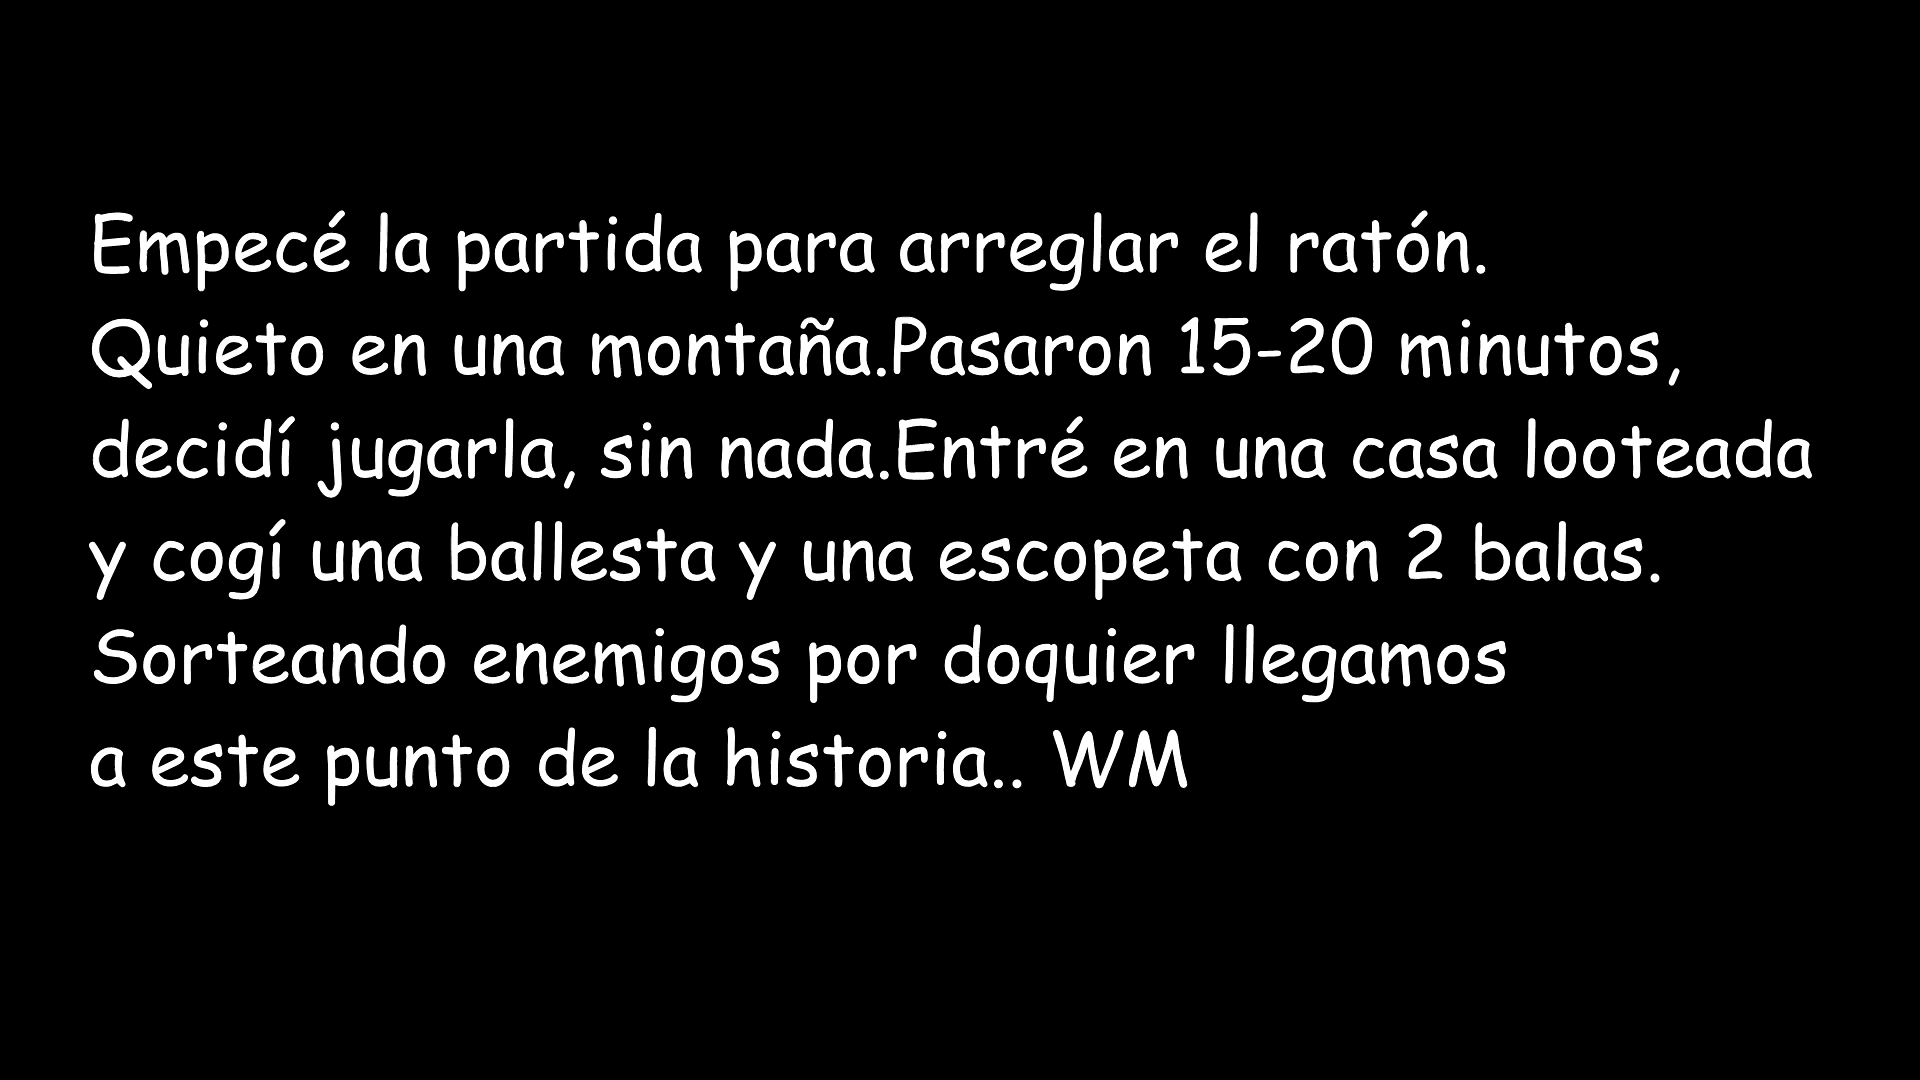 Empecé la partida para arreglar el ratón.
Quieto en una montaña.Pasaron 15-20 minutos,
decidí jugarla, sin nada.Entré en una casa looteada
y cogí una ballesta y una escopeta con 2 balas.
Sorteando enemigos por doquier llegamos
a este punto de la historia.. WM